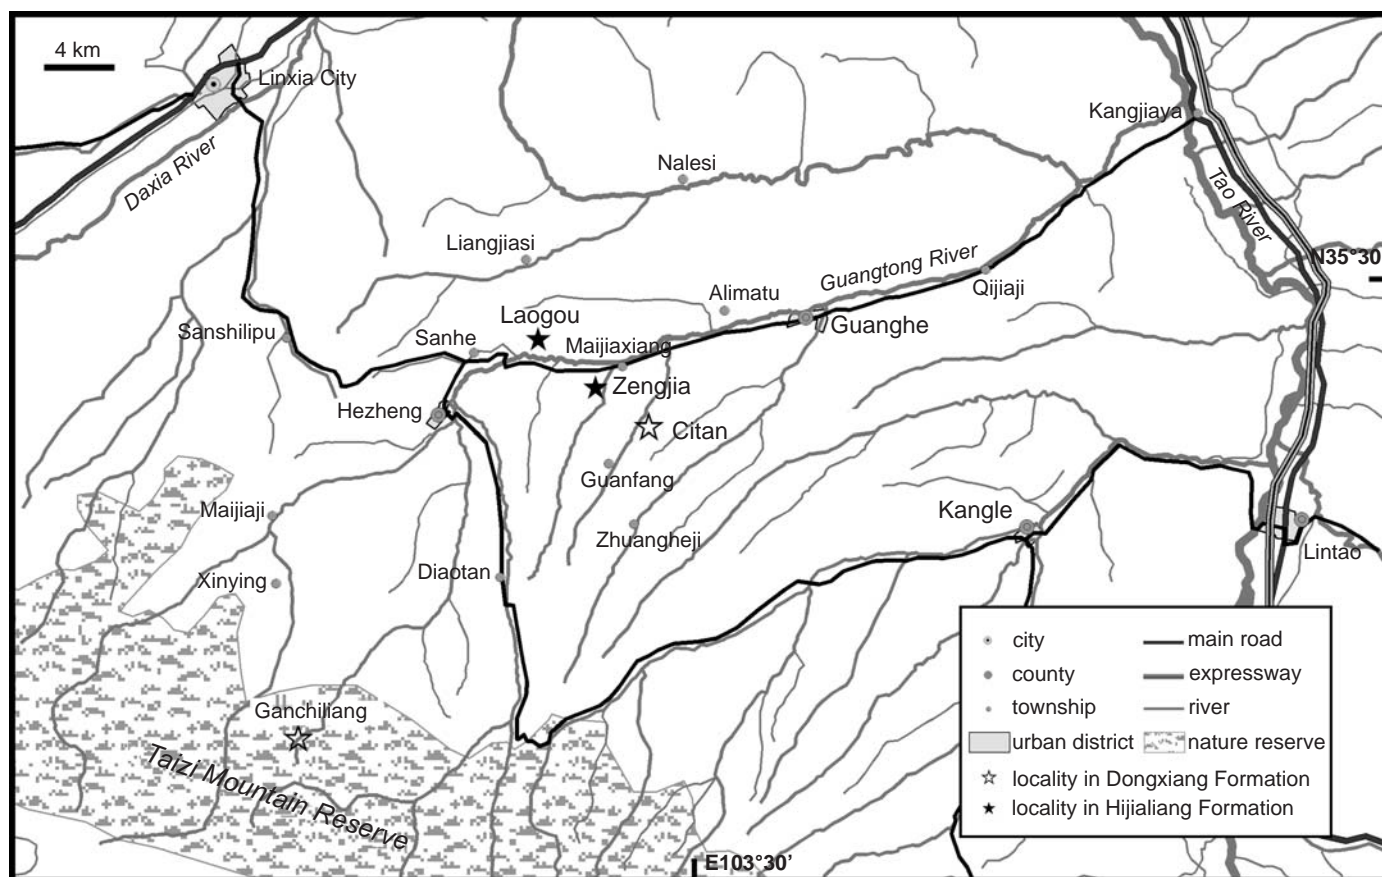 4 km
Linxia City
Kangjiaya
Daxia River
Nalesi
Tao River
Liangjiasi
Guangtong River
N35°30
Qijiaji
Alimatu
Laogou
Guanghe
Sanshilipu
Sanhe
Maijiaxiang
Zengjia
Hezheng
Citan
Guanfang
Maijiaji
Kangle
Zhuangheji
Lintao
Xinying
Diaotan
Ganchiliang
Taizi Mountain Reserve
E103°30’
city
main road
county
expressway
township
river
urban district
nature reserve
locality in Dongxiang Formation
locality in Hijialiang Formation